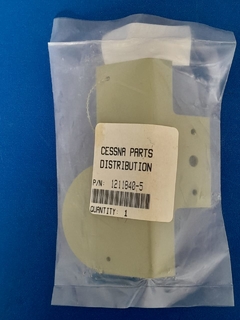 CESSNA PARTS
DISTRIBUTION
P/N: 1211840-5
QUANTITY: 1